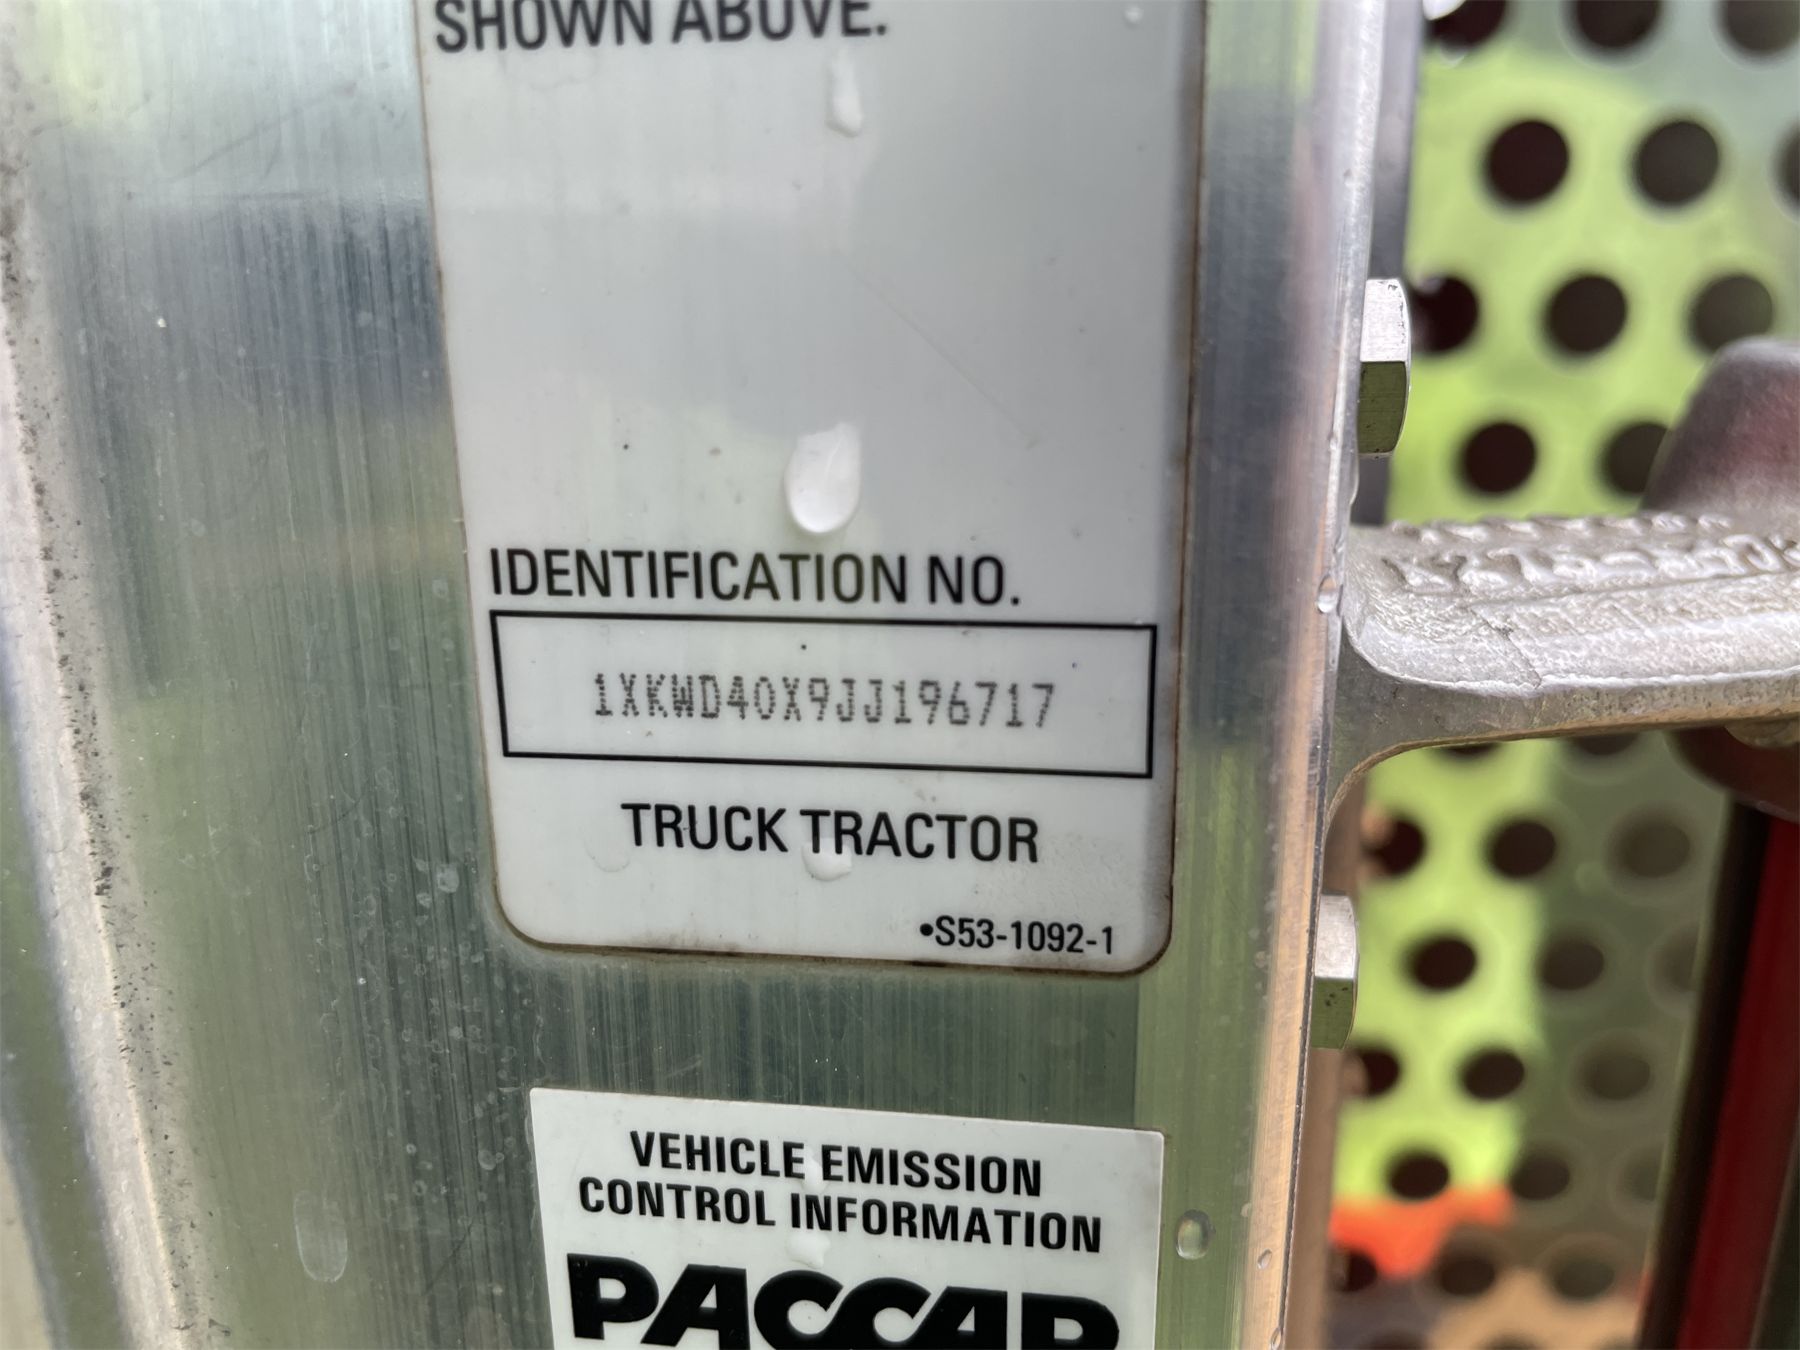 SHOWN ABOVE.
IDENTIFICATION NO.
1XKWD40X9JJ196717
TRUCK TRACTOR
•S53-1092-1
VEHICLE EMISSION
CONTROL INFORMATION
PACCAR